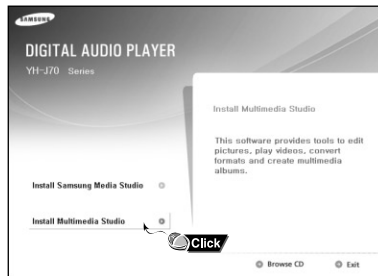 SAMSUNG
DIGITAL AUDIO PLAYER
YH-J70 Series
Install Multimedia Studio
This software provides tools to edit
pictures, play videos, convert
formats and create multimedia
albums.
Install Samsung Media Studio
Install Multimedia Studio
Click
Browse CD
Exit